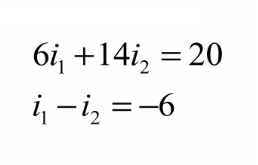 6i₁ + 14i₂ = 20
i₁ − i₂ = −6